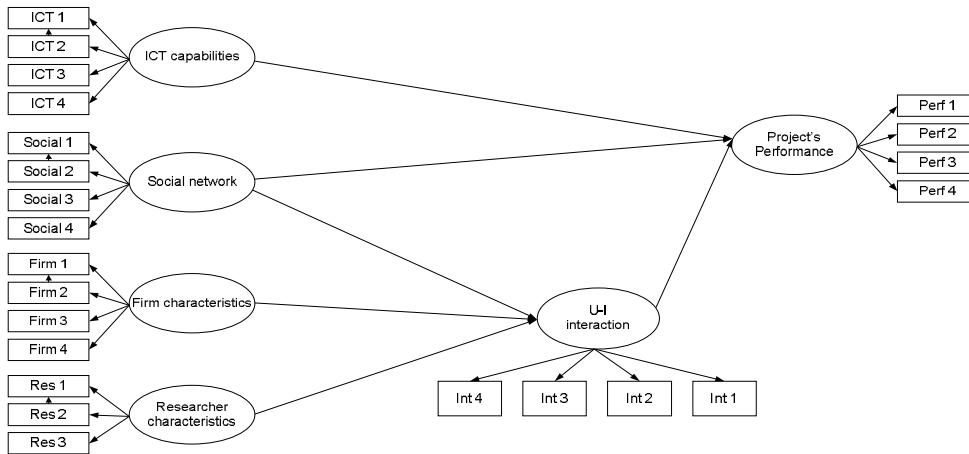 ICT 1
ICT 2
ICT 3
ICT 4
ICT capabilities
Social 1
Social 2
Social 3
Social 4
Social network
Firm 1
Firm 2
Firm 3
Firm 4
Firm characteristics
Res 1
Res 2
Res 3
Researcher
characteristics
U-I
interaction
Int 4
Int 3
Int 2
Int 1
Project's
Performance
Perf 1
Perf 2
Perf 3
Perf 4